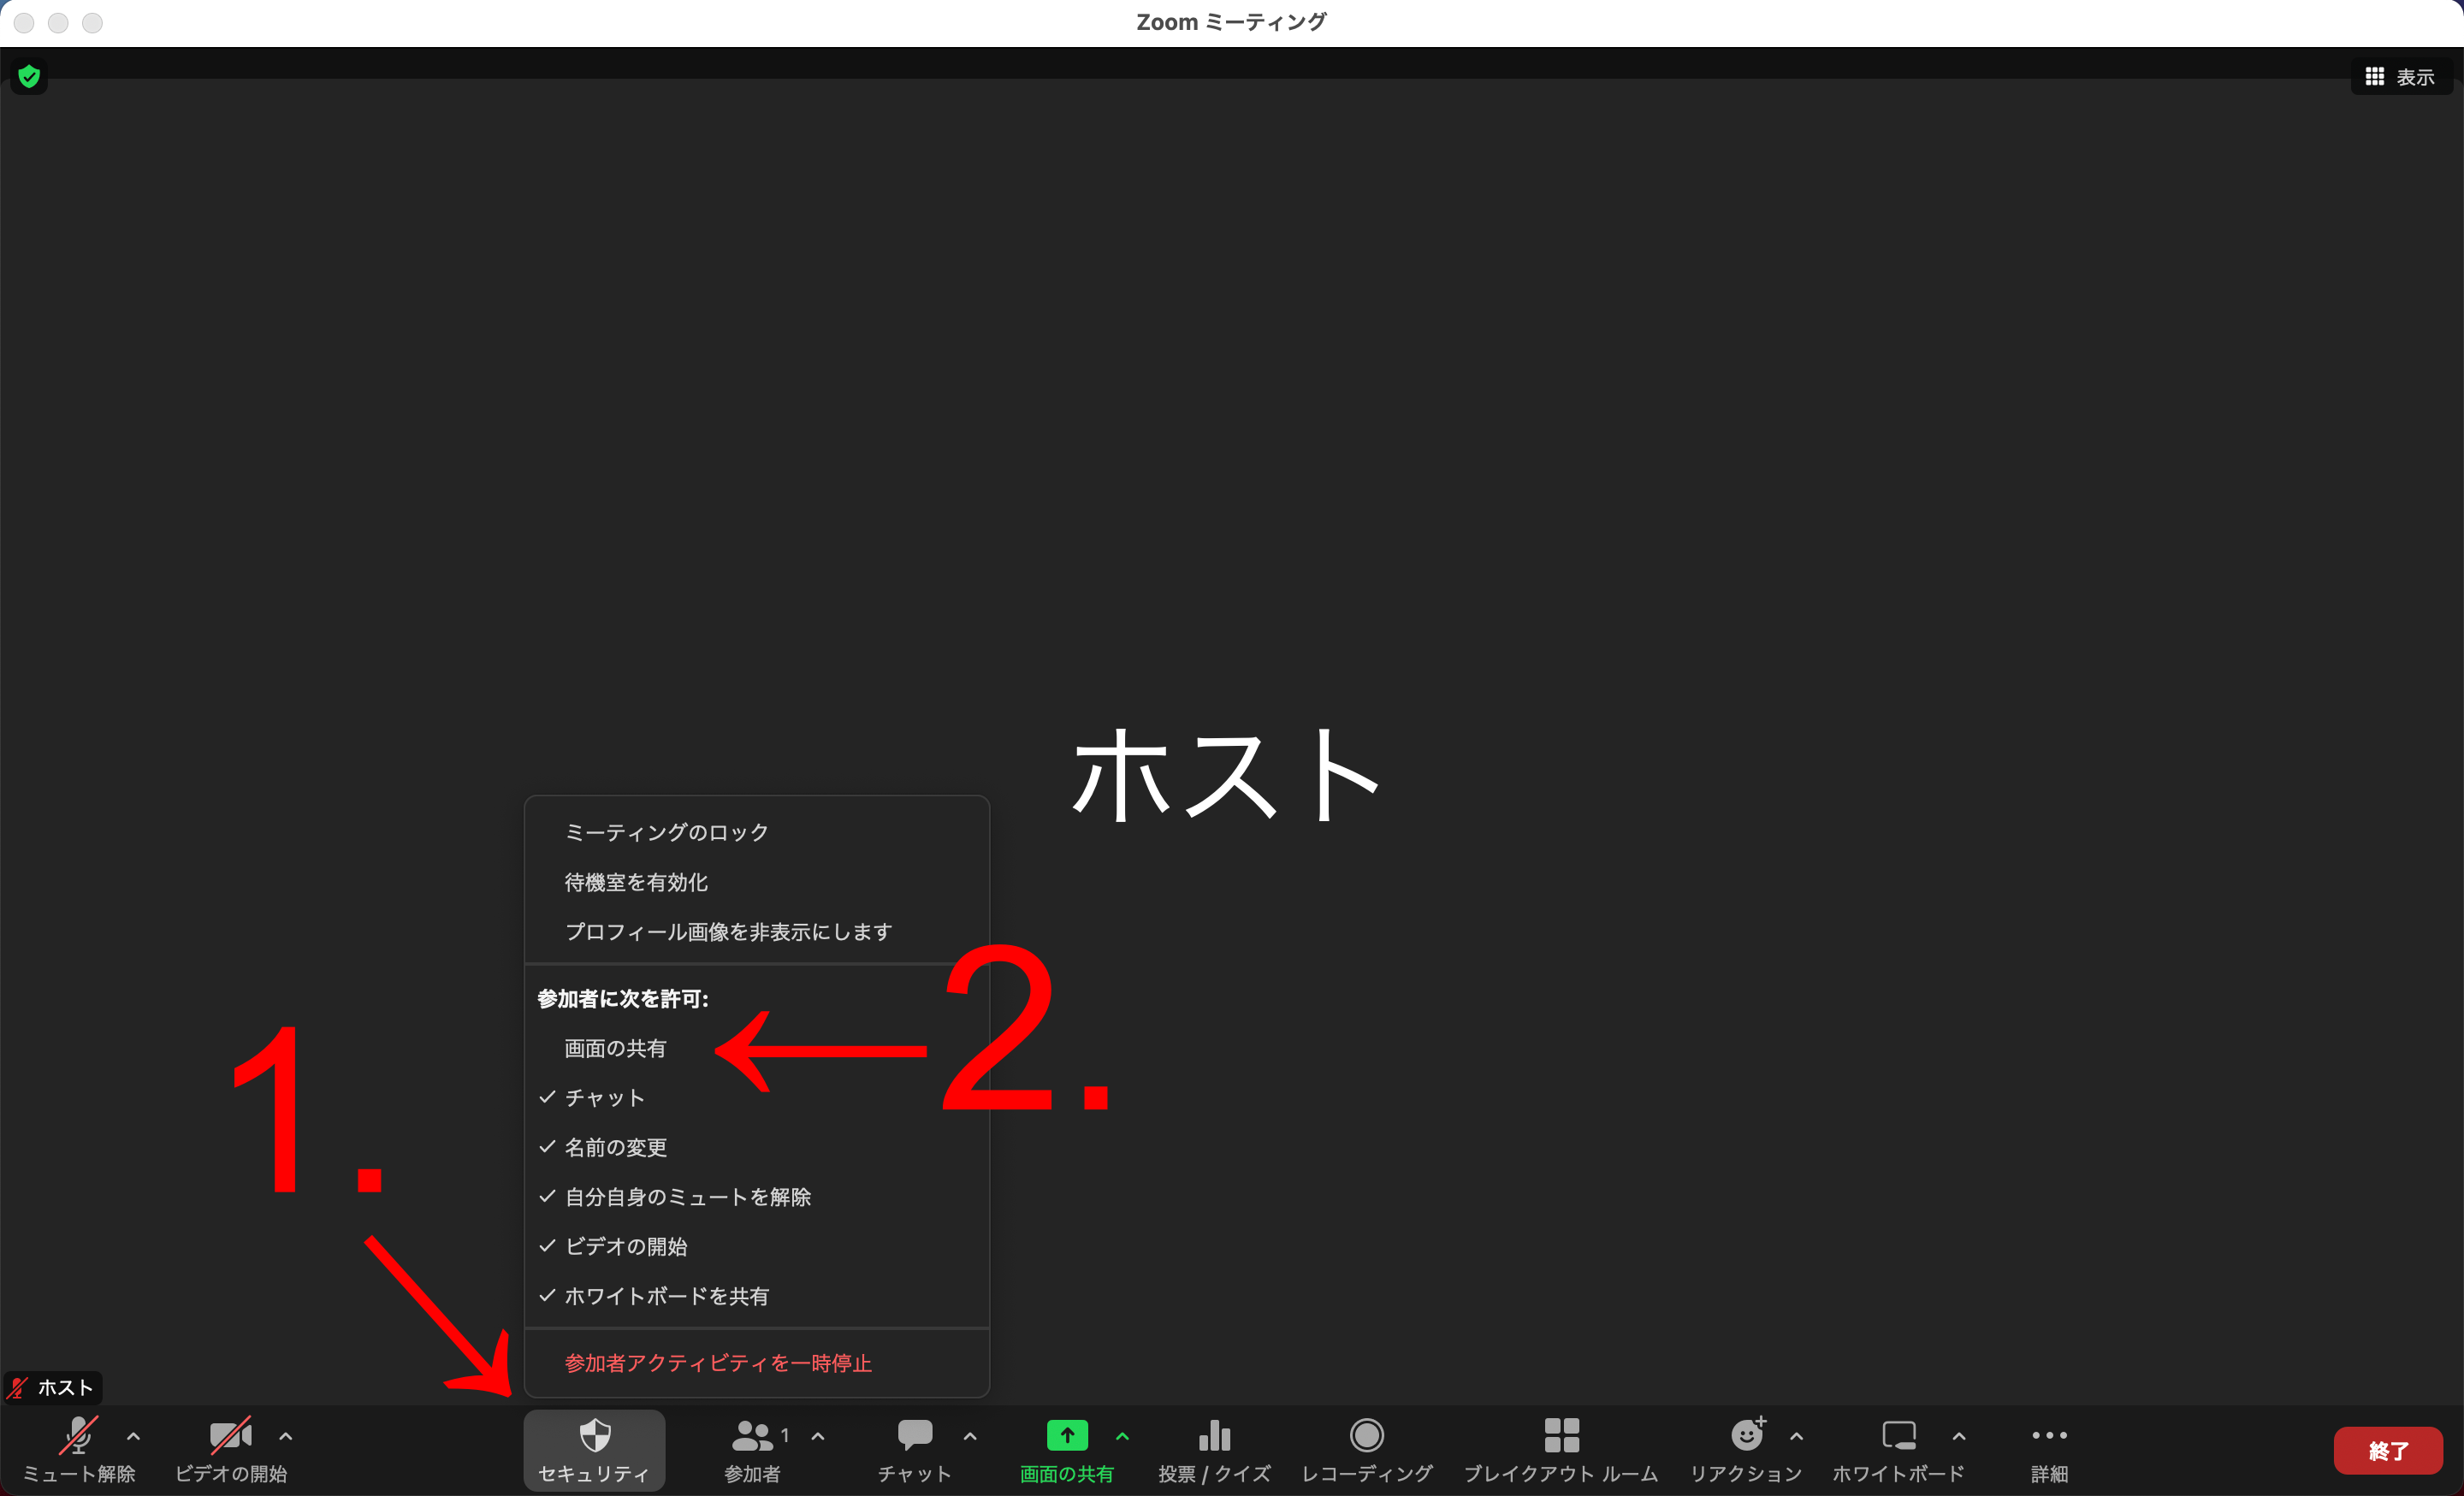 Zoom ミーティング
表示
ホスト
ミーティングのロック
待機室を有効化
プロフィール画像を非表示にします
参加者に次を許可:
画面の共有
✓ チャット
✓ 名前の変更
✓ 自分自身のミュートを解除
✓ ビデオの開始
✓ ホワイトボードを共有
参加者アクティビティを一時停止
1.
2.
ホスト
ミュート解除
ビデオの開始
セキュリティ
1
参加者
チャット
画面の共有
投票 / クイズ
レコーディング
ブレイクアウト ルーム
リアクション
ホワイトボード
詳細
終了